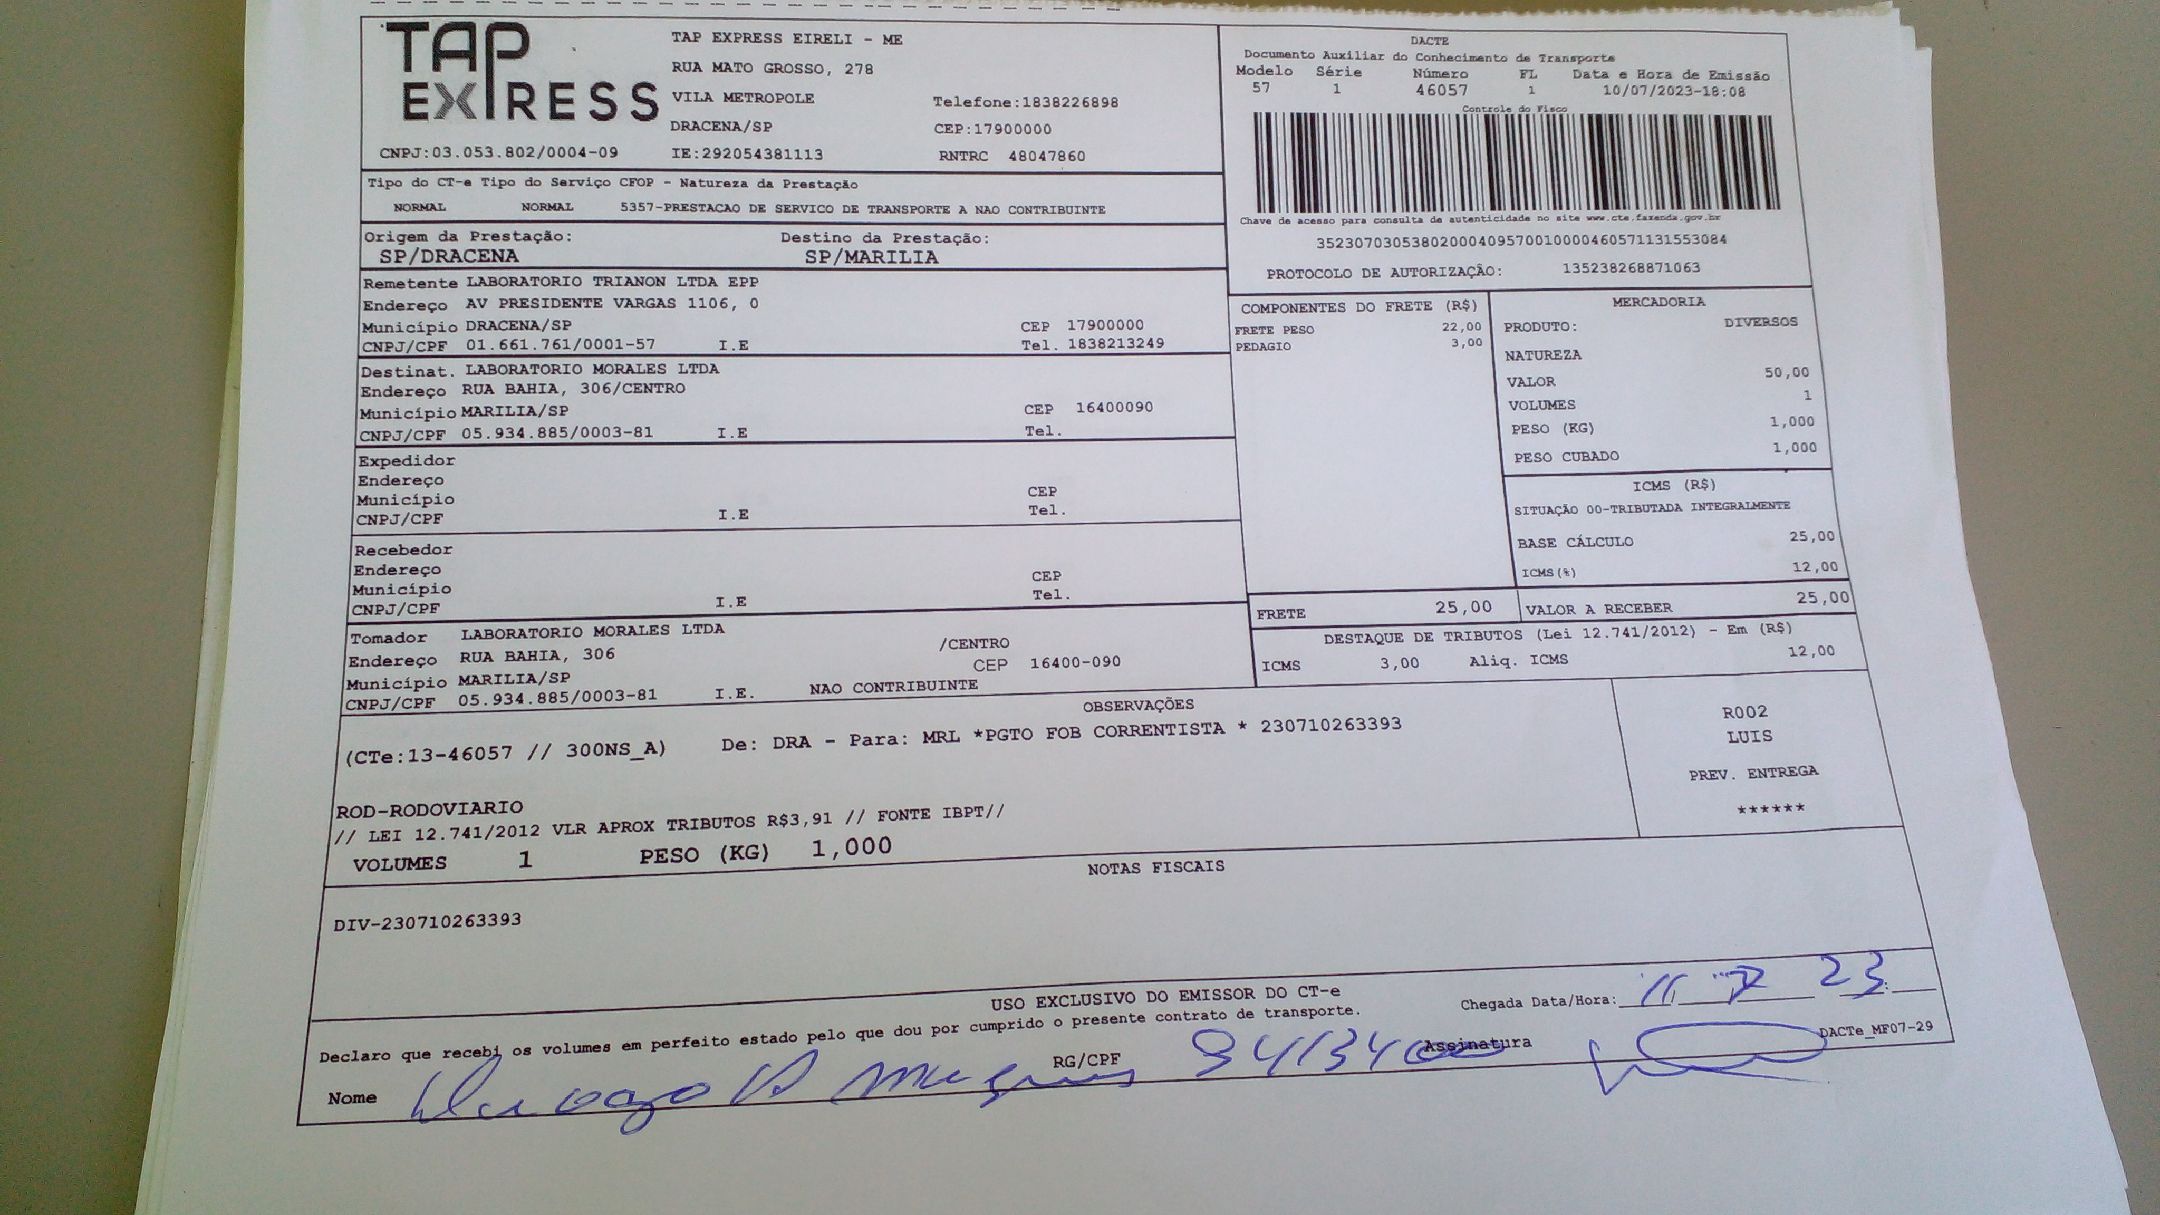 TAP EXPRESS
TAP EXPRESS EIRELI - ME
RUA MATO GROSSO, 278
VILA METROPOLE Telefone:1838226898
DRACENA/SP CEP:17900000
CNPJ:03.053.802/0004-09 IE:292054381113 RNTRC 48047860
DACTE
Documento Auxiliar do Conhecimento de Transporte
Modelo Série Número FL Data e Hora de Emissão
57 1 46057 1 10/07/2023-18:08
Controle do Fisco
Chave de acesso para consulta de autenticidade no site www.cte.fazenda.gov.br
35230703053802000409570010000460571131553084
PROTOCOLO DE AUTORIZAÇÃO: 135238268871063
Tipo do CT-e Tipo do Serviço CFOP - Natureza da Prestação
NORMAL NORMAL 5357-PRESTACAO DE SERVICO DE TRANSPORTE A NAO CONTRIBUINTE
Origem da Prestação: Destino da Prestação:
SP/DRACENA SP/MARILIA
Remetente LABORATORIO TRIANON LTDA EPP
Endereço AV PRESIDENTE VARGAS 1106, 0
Município DRACENA/SP CEP 17900000
CNPJ/CPF 01.661.761/0001-57 I.E Tel. 1838213249
Destinat. LABORATORIO MORALES LTDA
Endereço RUA BAHIA, 306/CENTRO
Município MARILIA/SP CEP 16400090
CNPJ/CPF 05.934.885/0003-81 I.E Tel.
Expedidor
Endereço
Município CEP
CNPJ/CPF I.E Tel.
Recebedor
Endereço
Município CEP
CNPJ/CPF I.E Tel.
Tomador LABORATORIO MORALES LTDA
Endereço RUA BAHIA, 306 /CENTRO
Município MARILIA/SP CEP 16400-090
CNPJ/CPF 05.934.885/0003-81 I.E. NAO CONTRIBUINTE
COMPONENTES DO FRETE (R$)
FRETE PESO 22,00
PEDAGIO 3,00
MERCADORIA
PRODUTO: DIVERSOS
NATUREZA
VALOR 50,00
VOLUMES 1
PESO (KG) 1,000
PESO CUBADO 1,000
ICMS (R$)
SITUAÇÃO 00-TRIBUTADA INTEGRALMENTE
BASE CÁLCULO 25,00
ICMS(%) 12,00
FRETE 25,00 VALOR A RECEBER 25,00
DESTAQUE DE TRIBUTOS (Lei 12.741/2012) - Em (R$)
ICMS 3,00 Aliq. ICMS 12,00
OBSERVAÇÕES
(CTe:13-46057 // 300NS_A) De: DRA - Para: MRL *PGTO FOB CORRENTISTA * 230710263393
ROD-RODOVIARIO
// LEI 12.741/2012 VLR APROX TRIBUTOS R$3,91 // FONTE IBPT//
VOLUMES 1 PESO (KG) 1,000
R002
LUIS
PREV. ENTREGA
******
NOTAS FISCAIS
DIV-230710263393
USO EXCLUSIVO DO EMISSOR DO CT-e
Declaro que recebi os volumes em perfeito estado pelo que dou por cumprido o presente contrato de transporte.
Chegada Data/Hora: 11 7 23
Nome RG/CPF Assinatura
DACTe_MF07-29